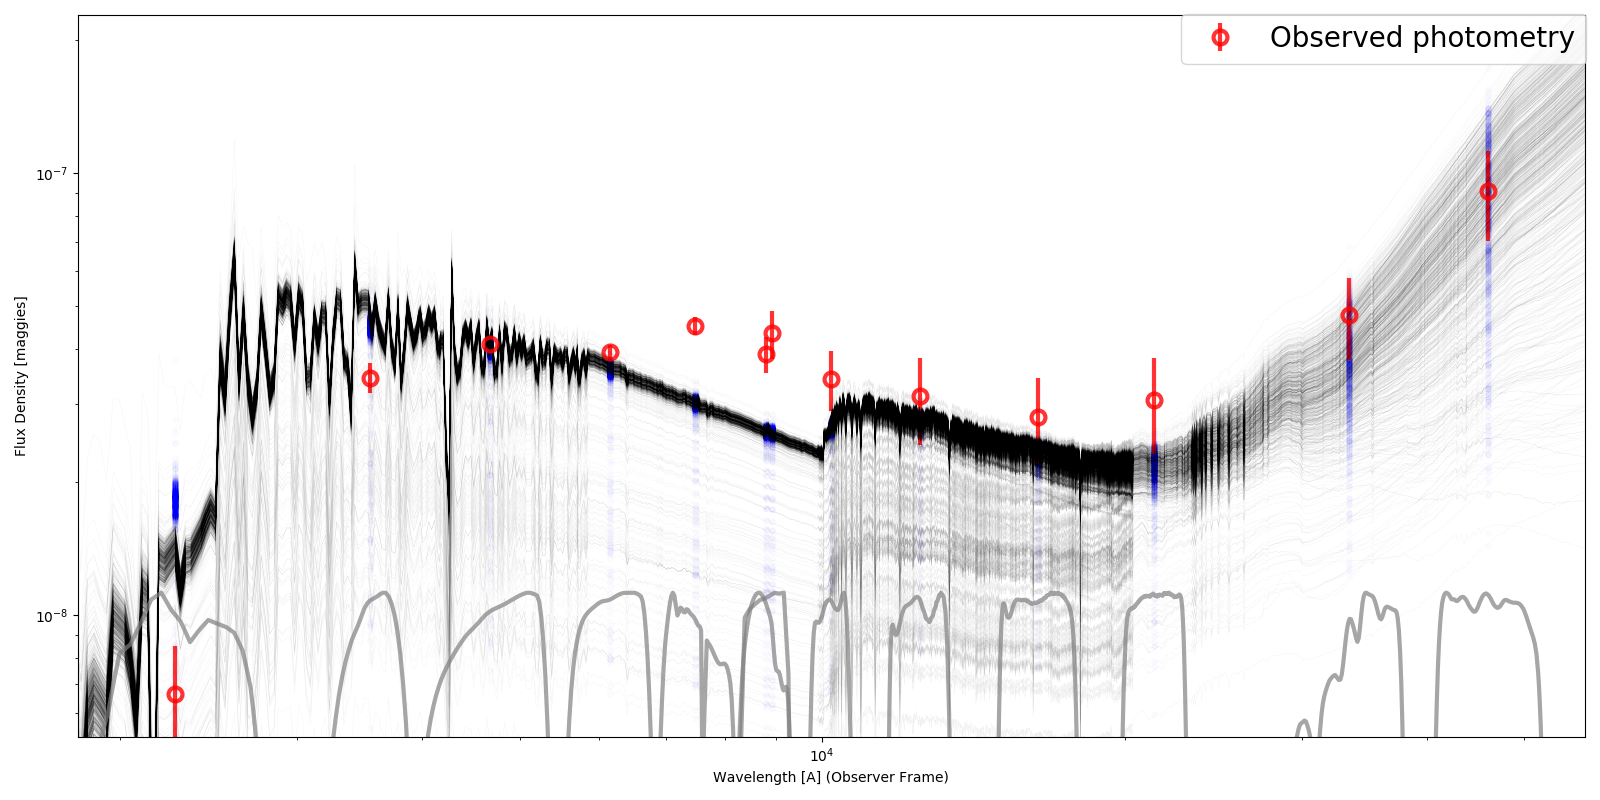 Observed photometry
10⁻⁷
10⁻⁸
Flux Density [maggies]
10⁴
Wavelength [A] (Observer Frame)